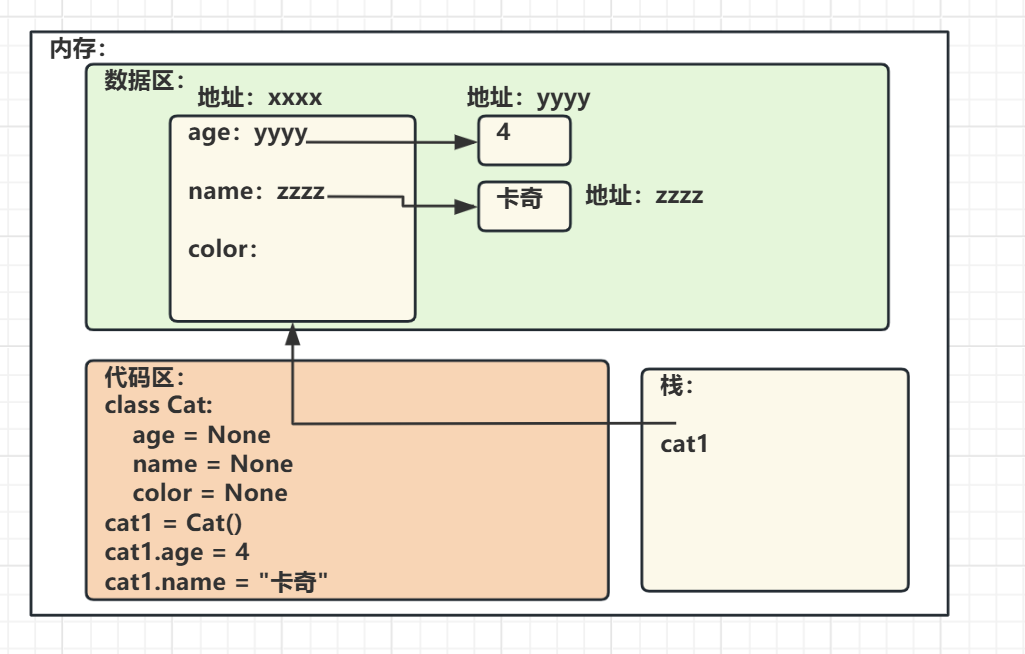 内存：
数据区：
地址：xxxx
地址：yyyy
age：yyyy
4
name：zzzz
卡奇
地址：zzzz
color：
代码区：
class Cat:
    age = None
    name = None
    color = None
cat1 = Cat()
cat1.age = 4
cat1.name = "卡奇"
栈：
cat1